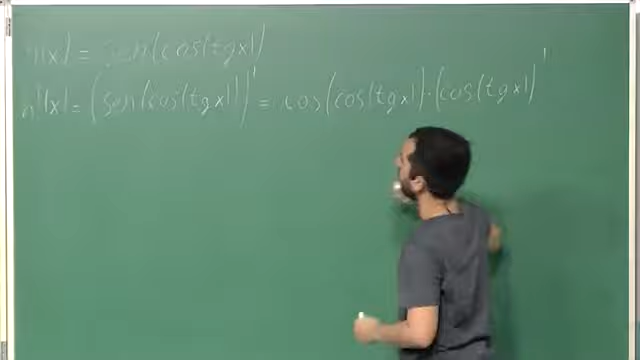 h(x) = sen(cos(tgx))
h'(x) = (sen(cos(tgx)))' = cos(cos(tgx)) · (cos(tgx))'